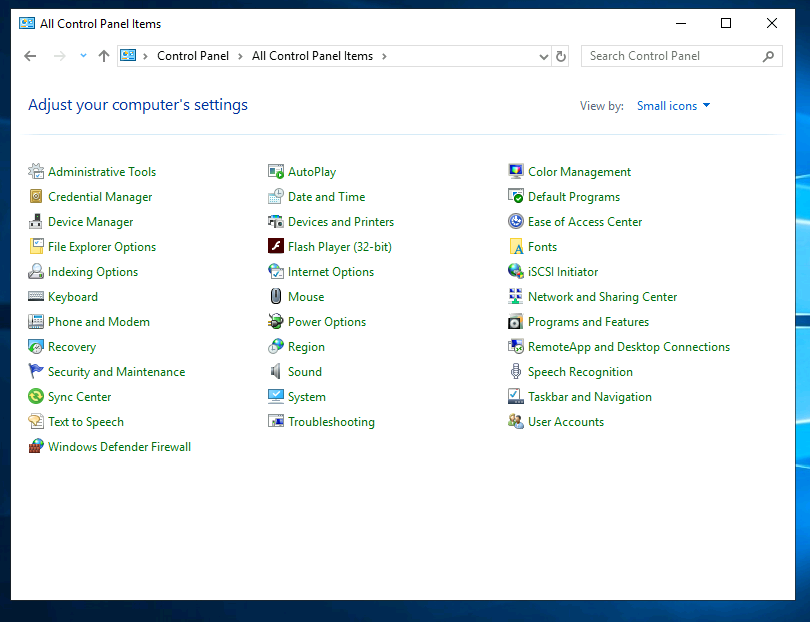 All Control Panel Items
Control Panel > All Control Panel Items >
Search Control Panel
Adjust your computer's settings
View by: Small icons
Administrative Tools
AutoPlay
Color Management
Credential Manager
Date and Time
Default Programs
Device Manager
Devices and Printers
Ease of Access Center
File Explorer Options
Flash Player (32-bit)
Fonts
Indexing Options
Internet Options
iSCSI Initiator
Keyboard
Mouse
Network and Sharing Center
Phone and Modem
Power Options
Programs and Features
Recovery
Region
RemoteApp and Desktop Connections
Security and Maintenance
Sound
Speech Recognition
Sync Center
System
Taskbar and Navigation
Text to Speech
Troubleshooting
User Accounts
Windows Defender Firewall